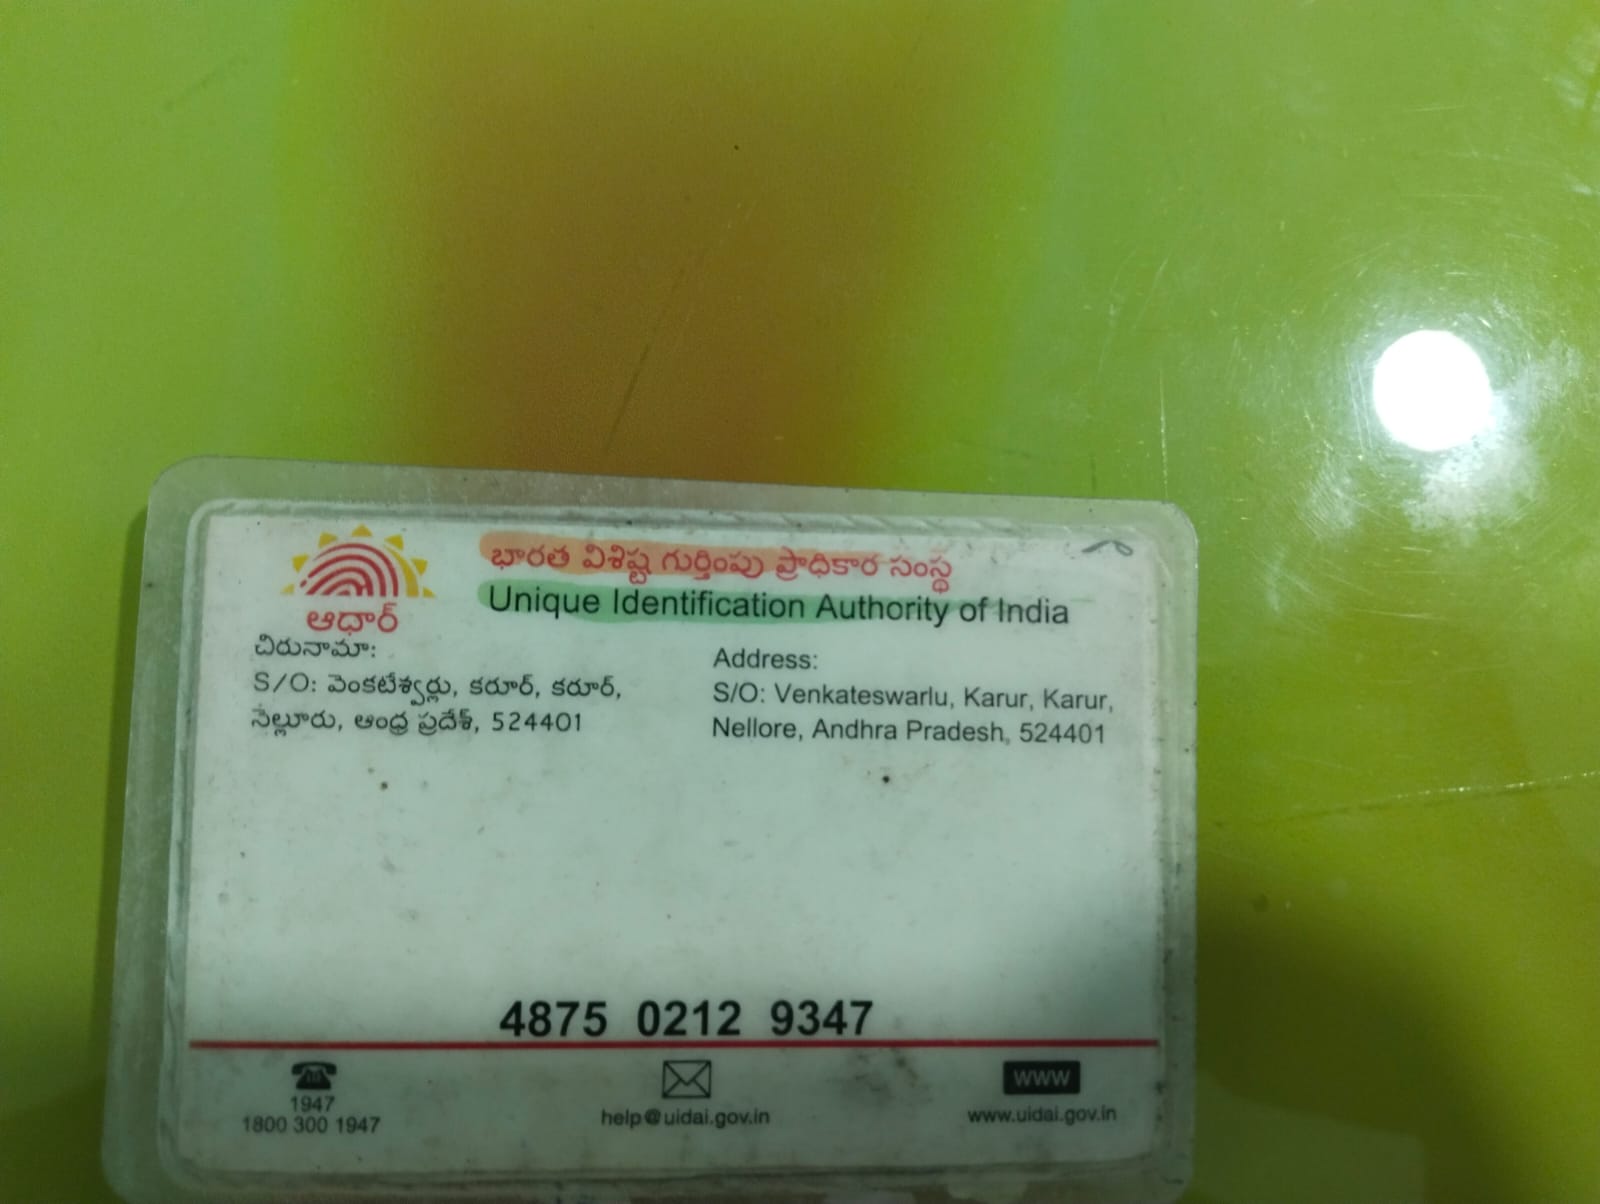 భారత విశిష్ట గుర్తింపు ప్రాధికార సంస్థ
Unique Identification Authority of India
ఆధార్
చిరునామా:
S/O: వెంకటేశ్వర్లు, కరూర్, కరూర్,
నెల్లూరు, ఆంధ్ర ప్రదేశ్, 524401
Address:
S/O: Venkateswarlu, Karur, Karur,
Nellore, Andhra Pradesh, 524401
4875 0212 9347
1947
1800 300 1947
help@uidai.gov.in
WWW
www.uidai.gov.in